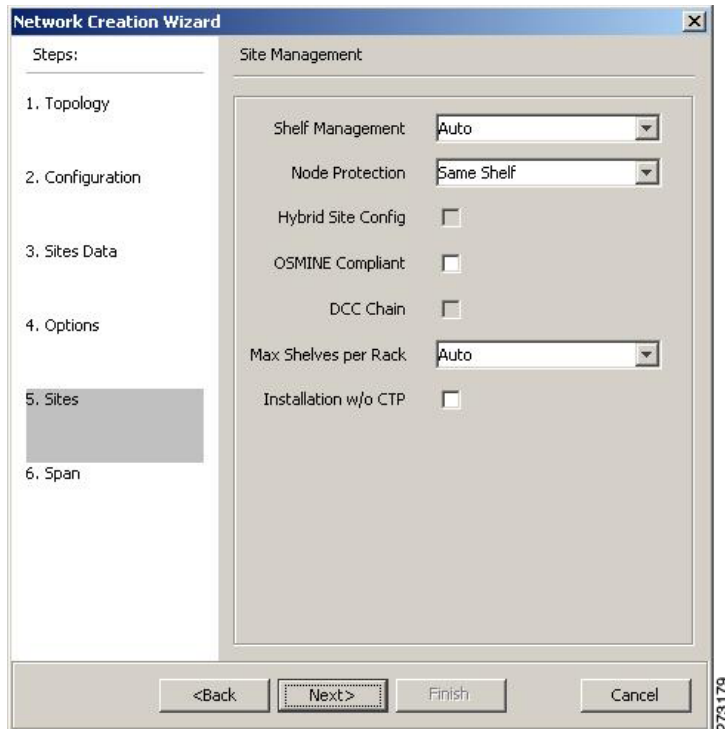 Network Creation Wizard
Steps:
1. Topology
2. Configuration
3. Sites Data
4. Options
5. Sites
6. Span
Site Management
Shelf Management Auto
Node Protection Same Shelf
Hybrid Site Config
OSMINE Compliant
DCC Chain
Max Shelves per Rack Auto
Installation w/o CTP
<Back Next> Finish Cancel
273179